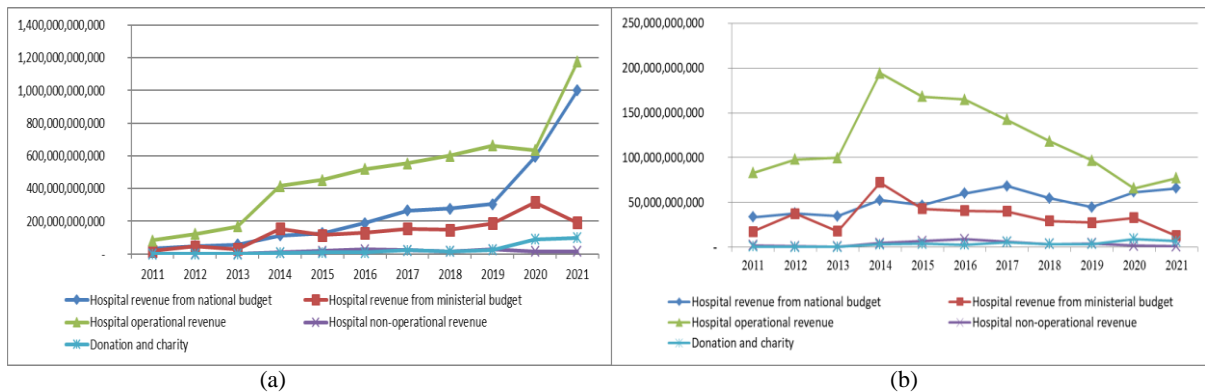 1,400,000,000,000
1,200,000,000,000
1,000,000,000,000
800,000,000,000
600,000,000,000
400,000,000,000
200,000,000,000
-
2011 2012 2013 2014 2015 2016 2017 2018 2019 2020 2021
Hospital revenue from national budget Hospital revenue from ministerial budget
Hospital operational revenue Hospital non-operational revenue
Donation and charity
(a)
250,000,000,000
200,000,000,000
150,000,000,000
100,000,000,000
50,000,000,000
-
2011 2012 2013 2014 2015 2016 2017 2018 2019 2020 2021
Hospital revenue from national budget Hospital revenue from ministerial budget
Hospital operational revenue Hospital non-operational revenue
Donation and charity
(b)